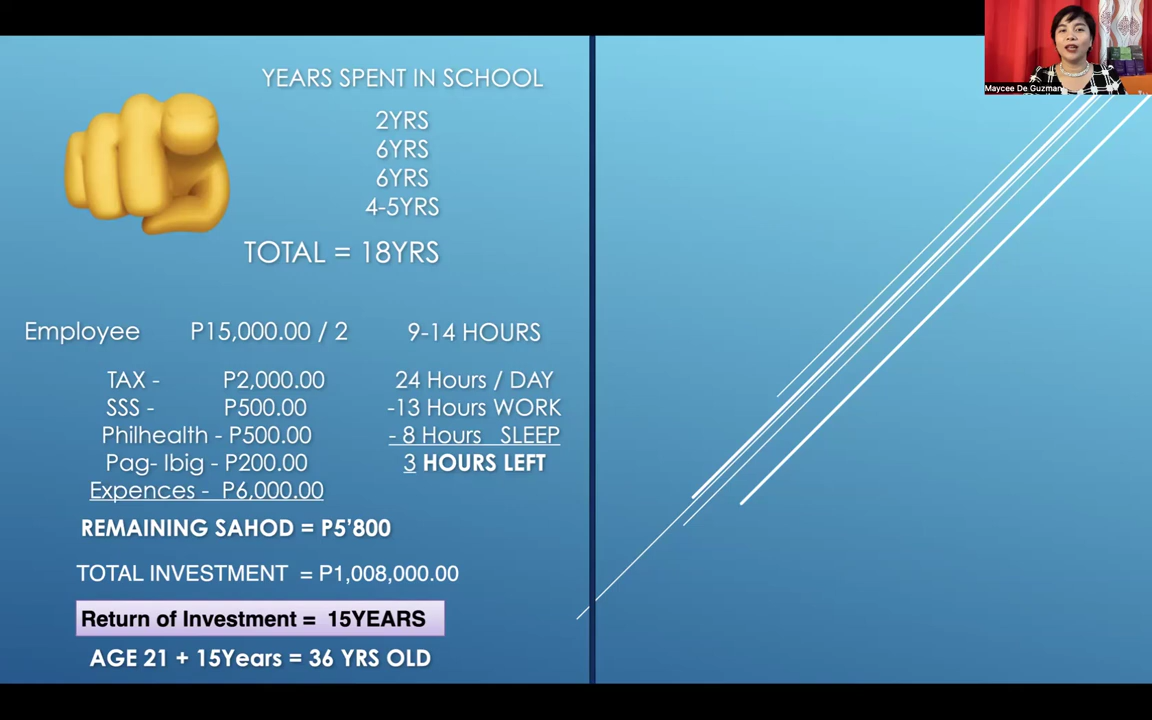 YEARS SPENT IN SCHOOL
2YRS
6YRS
6YRS
4-5YRS
TOTAL = 18YRS
Employee P15,000.00 / 2 9-14 HOURS
TAX - P2,000.00 24 Hours / DAY
SSS - P500.00 -13 Hours WORK
Philhealth - P500.00 - 8 Hours SLEEP
Pag- Ibig - P200.00 3 HOURS LEFT
Expences - P6,000.00
REMAINING SAHOD = P5'800
TOTAL INVESTMENT = P1,008,000.00
Return of Investment = 15YEARS
AGE 21 + 15Years = 36 YRS OLD
Maycee De Guzman